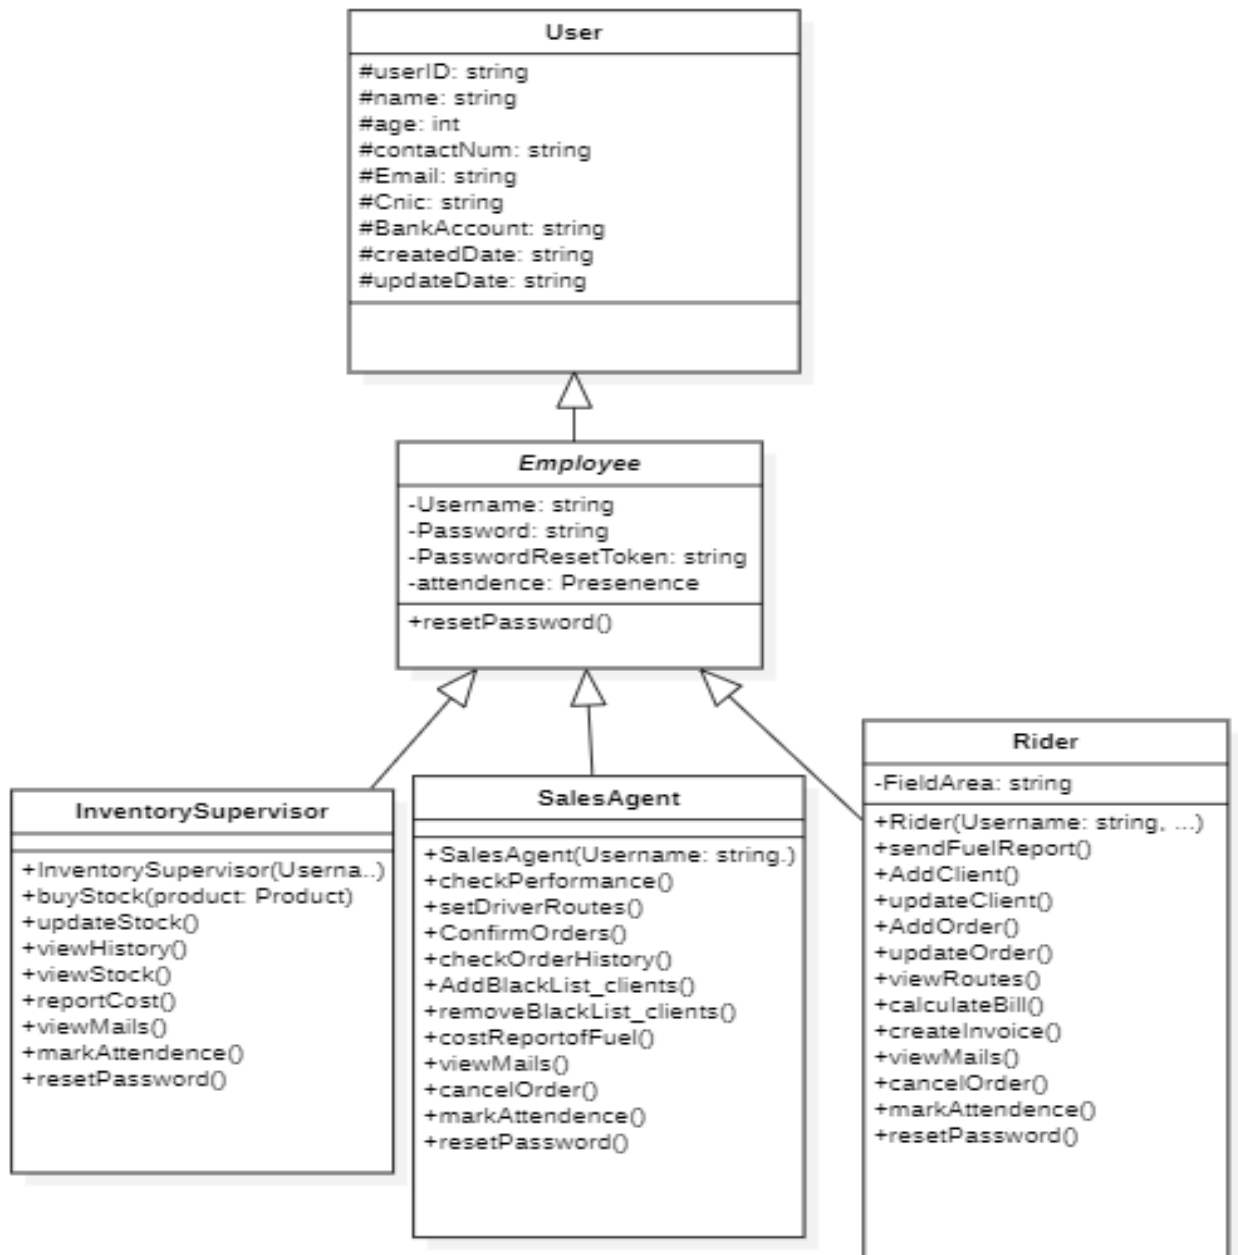 User
#userID: string
#name: string
#age: int
#contactNum: string
#Email: string
#Cnic: string
#BankAccount: string
#createdDate: string
#updateDate: string
Employee
-Username: string
-Password: string
-PasswordResetToken: string
-attendence: Presenence
+resetPassword()
InventorySupervisor
+InventorySupervisor(Userna..)
+buyStock(product: Product)
+updateStock()
+viewHistory()
+viewStock()
+reportCost()
+viewMails()
+markAttendence()
+resetPassword()
SalesAgent
+SalesAgent(Username: string.)
+checkPerformance()
+setDriverRoutes()
+ConfirmOrders()
+checkOrderHistory()
+AddBlackList_clients()
+removeBlackList_clients()
+costReportofFuel()
+viewMails()
+cancelOrder()
+markAttendence()
+resetPassword()
Rider
-FieldArea: string
+Rider(Username: string, ...)
+sendFuelReport()
+AddClient()
+updateClient()
+AddOrder()
+updateOrder()
+viewRoutes()
+calculateBill()
+createInvoice()
+viewMails()
+cancelOrder()
+markAttendence()
+resetPassword()